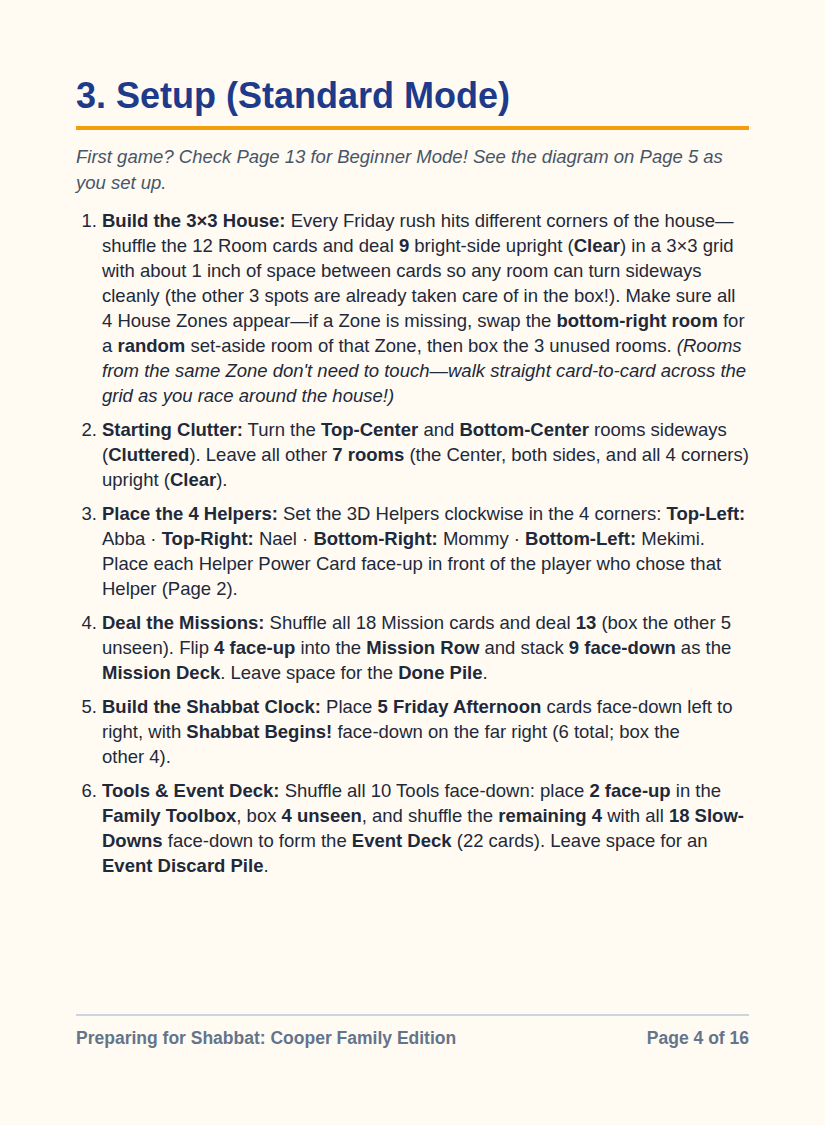 3. Setup (Standard Mode)
First game? Check Page 13 for Beginner Mode! See the diagram on Page 5 as
you set up.
1. Build the 3×3 House: Every Friday rush hits different corners of the house—
shuffle the 12 Room cards and deal 9 bright-side upright (Clear) in a 3×3 grid
with about 1 inch of space between cards so any room can turn sideways
cleanly (the other 3 spots are already taken care of in the box!). Make sure all
4 House Zones appear—if a Zone is missing, swap the bottom-right room for
a random set-aside room of that Zone, then box the 3 unused rooms. (Rooms
from the same Zone don't need to touch—walk straight card-to-card across the
grid as you race around the house!)
2. Starting Clutter: Turn the Top-Center and Bottom-Center rooms sideways
(Cluttered). Leave all other 7 rooms (the Center, both sides, and all 4 corners)
upright (Clear).
3. Place the 4 Helpers: Set the 3D Helpers clockwise in the 4 corners: Top-Left:
Abba · Top-Right: Nael · Bottom-Right: Mommy · Bottom-Left: Mekimi.
Place each Helper Power Card face-up in front of the player who chose that
Helper (Page 2).
4. Deal the Missions: Shuffle all 18 Mission cards and deal 13 (box the other 5
unseen). Flip 4 face-up into the Mission Row and stack 9 face-down as the
Mission Deck. Leave space for the Done Pile.
5. Build the Shabbat Clock: Place 5 Friday Afternoon cards face-down left to
right, with Shabbat Begins! face-down on the far right (6 total; box the
other 4).
6. Tools & Event Deck: Shuffle all 10 Tools face-down: place 2 face-up in the
Family Toolbox, box 4 unseen, and shuffle the remaining 4 with all 18 Slow-
Downs face-down to form the Event Deck (22 cards). Leave space for an
Event Discard Pile.
Preparing for Shabbat: Cooper Family Edition
Page 4 of 16